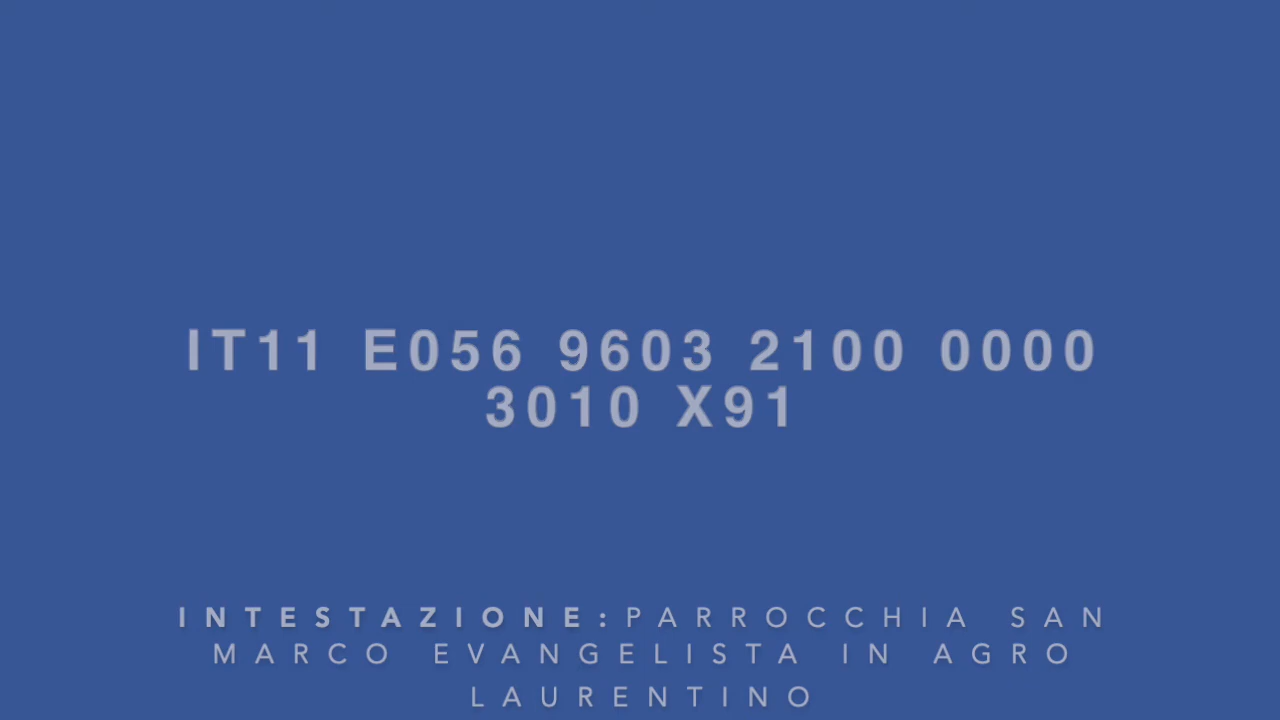 IT11 E056 9603 2100 0000
3010 X91
INTESTAZIONE:PARROCCHIA SAN
MARCO EVANGELISTA IN AGRO
LAURENTINO